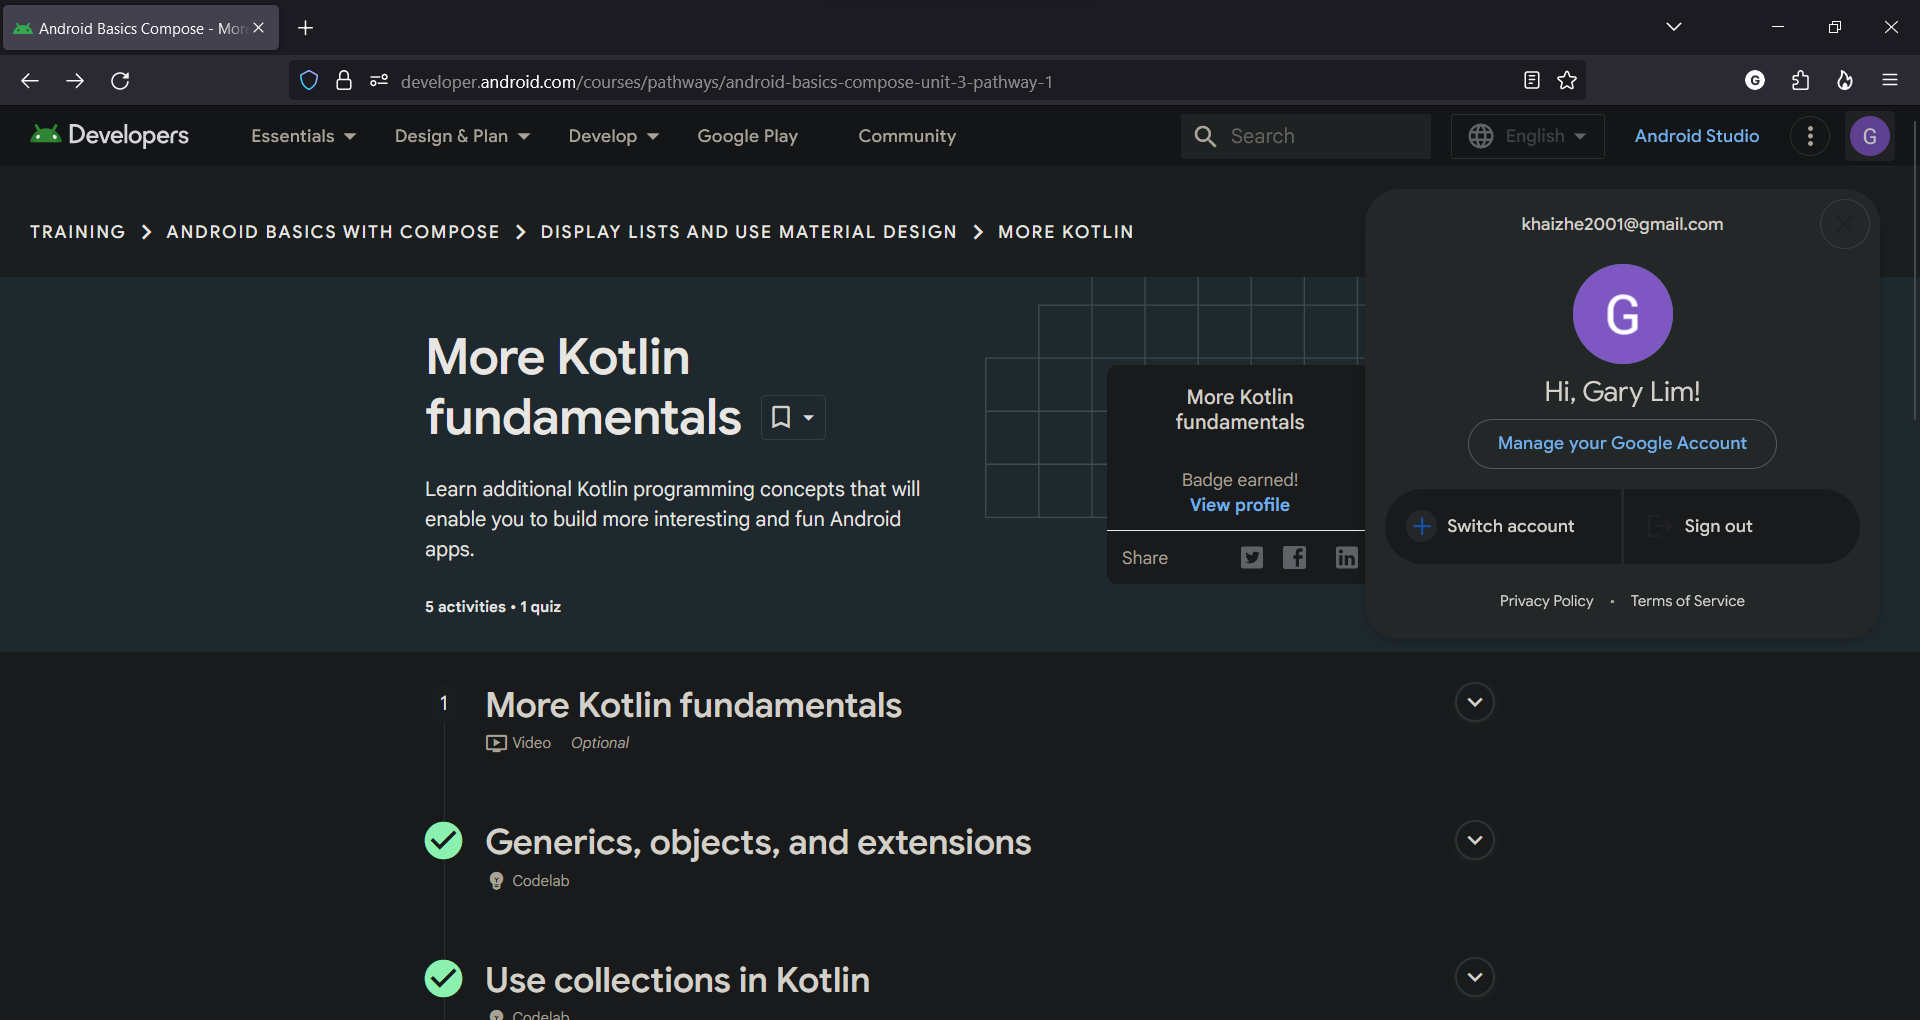 Android Basics Compose - Mor
developer.android.com/courses/pathways/android-basics-compose-unit-3-pathway-1
G
Developers
Essentials
Design & Plan
Develop
Google Play
Community
Search
English
Android Studio
G
TRAINING > ANDROID BASICS WITH COMPOSE > DISPLAY LISTS AND USE MATERIAL DESIGN > MORE KOTLIN
khaizhe2001@gmail.com
G
Hi, Gary Lim!
Manage your Google Account
Switch account
Sign out
Privacy Policy • Terms of Service
More Kotlin
fundamentals
Learn additional Kotlin programming concepts that will
enable you to build more interesting and fun Android
apps.
5 activities • 1 quiz
More Kotlin
fundamentals
Badge earned!
View profile
Share
1
More Kotlin fundamentals
Video Optional
Generics, objects, and extensions
Codelab
Use collections in Kotlin
Codelab